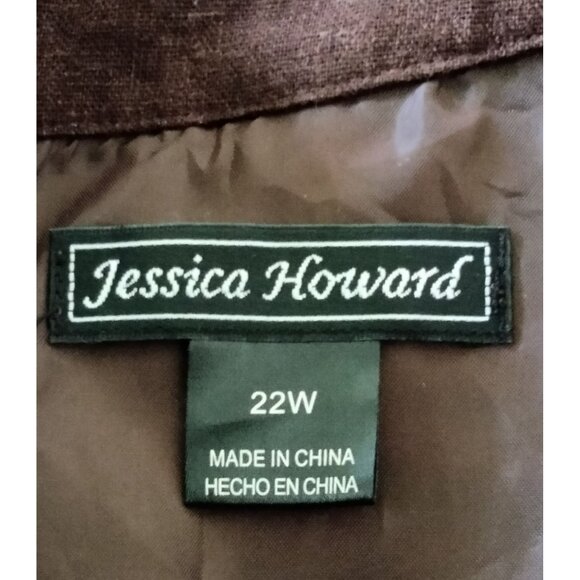 Jessica Howard
22W
MADE IN CHINA
HECHO EN CHINA